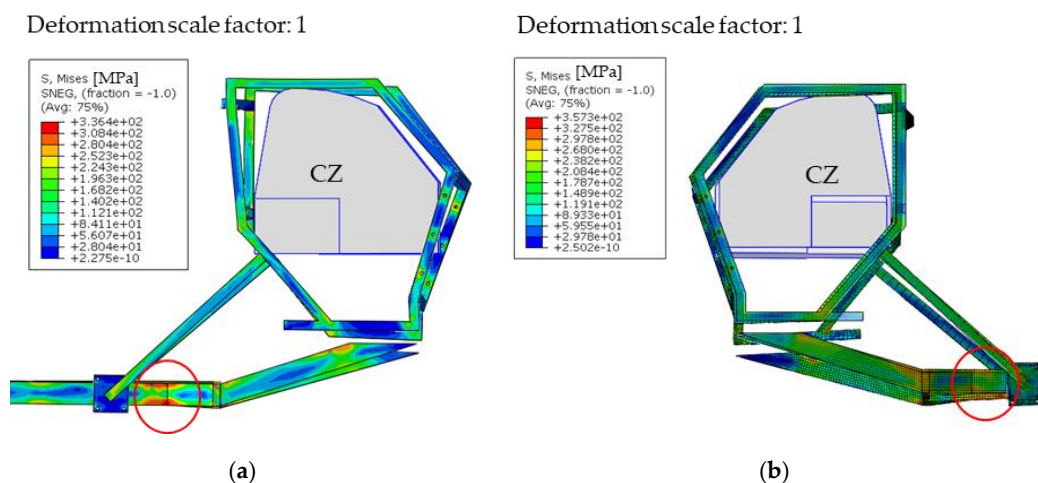 Deformation scale factor: 1
S, Mises [MPa]
SNEG, (fraction = -1.0)
(Avg: 75%)
+3.364e+02
+3.084e+02
+2.804e+02
+2.523e+02
+2.243e+02
+1.963e+02
+1.682e+02
+1.402e+02
+1.121e+02
+8.411e+01
+5.607e+01
+2.804e+01
+2.275e-10
CZ
(a)
Deformation scale factor: 1
S, Mises [MPa]
SNEG, (fraction = -1.0)
(Avg: 75%)
+3.573e+02
+3.275e+02
+2.978e+02
+2.680e+02
+2.382e+02
+2.084e+02
+1.787e+02
+1.489e+02
+1.191e+02
+8.933e+01
+5.955e+01
+2.978e+01
+2.502e-10
CZ
(b)